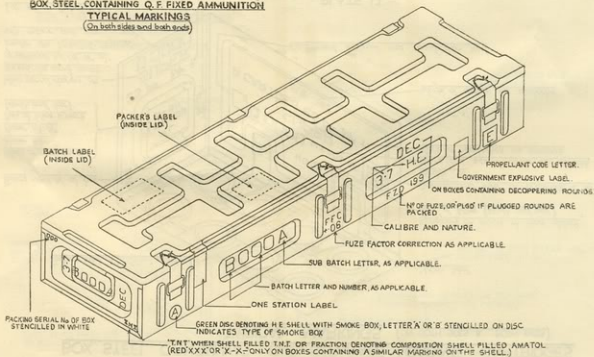 BOX, STEEL, CONTAINING Q.F. FIXED AMMUNITION
TYPICAL MARKINGS
(On both sides and both ends)
PACKER'S LABEL
(INSIDE LID)
BATCH LABEL
(INSIDE LID)
DEC
3·7 H.E.
FZD 199
E
PROPELLANT CODE LETTER.
GOVERNMENT EXPLOSIVE LABEL.
ON BOXES CONTAINING DECOPPERING ROUNDS
Nº OF FUZE, OR 'PLGD' IF PLUGGED ROUNDS ARE
PACKED
CALIBRE AND NATURE.
FFC
06
FUZE FACTOR CORRECTION AS APPLICABLE.
B000A
SUB BATCH LETTER, AS APPLICABLE.
BATCH LETTER AND NUMBER, AS APPLICABLE.
ONE STATION LABEL
A
PACKING SERIAL No OF BOX
STENCILLED IN WHITE
T.N.T.
GREEN DISC DENOTING H E SHELL WITH SMOKE BOX, LETTER 'A' OR 'B' STENCILLED ON DISC
INDICATES TYPE OF SMOKE BOX
'T.N.T' WHEN SHELL FILLED T.N.T. OR FRACTION DENOTING COMPOSITION SHELL FILLED AMATOL
(RED 'XXX' OR 'X-X-' ONLY ON BOXES CONTAINING A SIMILAR MARKING ON THE SHELL.)